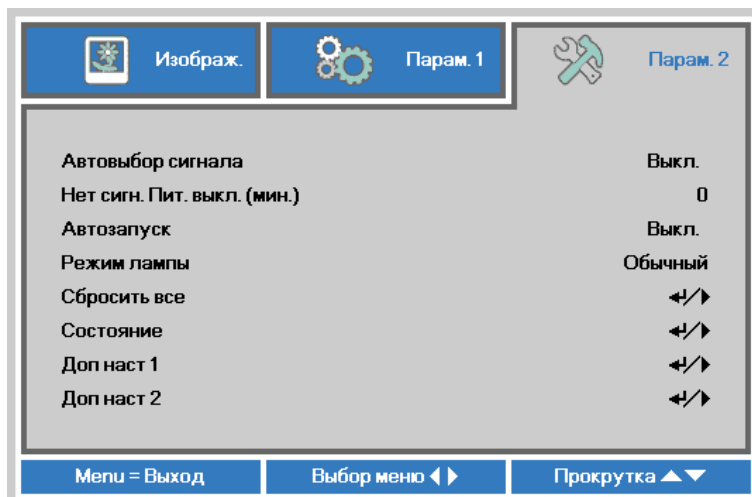 Изображ. Парам. 1 Парам. 2
Автовыбор сигнала Выкл.
Нет сигн. Пит. выкл. (мин.) 0
Автозапуск Выкл.
Режим лампы Обычный
Сбросить все ↵/▶
Состояние ↵/▶
Доп наст 1 ↵/▶
Доп наст 2 ↵/▶
Menu = Выход Выбор меню ◀▶ Прокрутка ▲▼